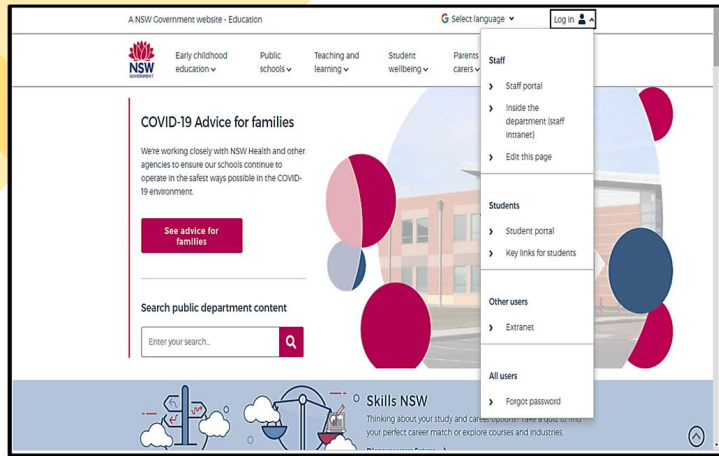 A NSW Government website - Education
G Select language
Log in
NSW
GOVERNMENT
Early childhood
education
Public
schools
Teaching and
learning
Student
wellbeing
Parents
carers
Staff
Staff portal
Inside the
department (staff
intranet)
Edit this page
Students
Student portal
Key links for students
Other users
Extranet
All users
Forgot password
COVID-19 Advice for families
We're working closely with NSW Health and other
agencies to ensure our schools continue to
operate in the safest ways possible in the COVID-
19 environment.
See advice for
families
Search public department content
Enter your search..
Skills NSW
Thinking about your study and career options? Take a quiz to find
your perfect career match or explore courses and industries.